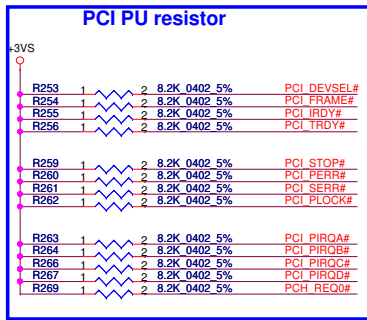 PCI PU resistor
+3VS
R253 1 2 8.2K_0402_5% PCI_DEVSEL#
R254 1 2 8.2K_0402_5% PCI_FRAME#
R255 1 2 8.2K_0402_5% PCI_IRDY#
R256 1 2 8.2K_0402_5% PCI_TRDY#
R259 1 2 8.2K_0402_5% PCI_STOP#
R260 1 2 8.2K_0402_5% PCI_PERR#
R261 1 2 8.2K_0402_5% PCI_SERR#
R262 1 2 8.2K_0402_5% PCI_PLOCK#
R263 1 2 8.2K_0402_5% PCI_PIRQA#
R264 1 2 8.2K_0402_5% PCI_PIRQB#
R266 1 2 8.2K_0402_5% PCI_PIRQC#
R267 1 2 8.2K_0402_5% PCI_PIRQD#
R269 1 2 8.2K_0402_5% PCH_REQ0#